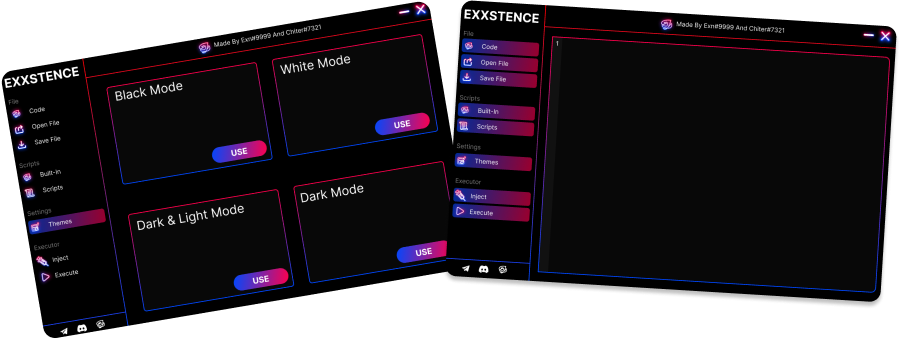 EXXSTENCE
Made By Exn#9999 And Chiter#7321
File
Code
Open File
Save File
Scripts
Built-in
Scripts
Settings
Themes
Executor
Inject
Execute
Black Mode
USE
White Mode
USE
Dark & Light Mode
USE
Dark Mode
USE
EXXSTENCE
Made By Exn#9999 And Chiter#7321
File
Code
Open File
Save File
Scripts
Built-in
Scripts
Settings
Themes
Executor
Inject
Execute
1